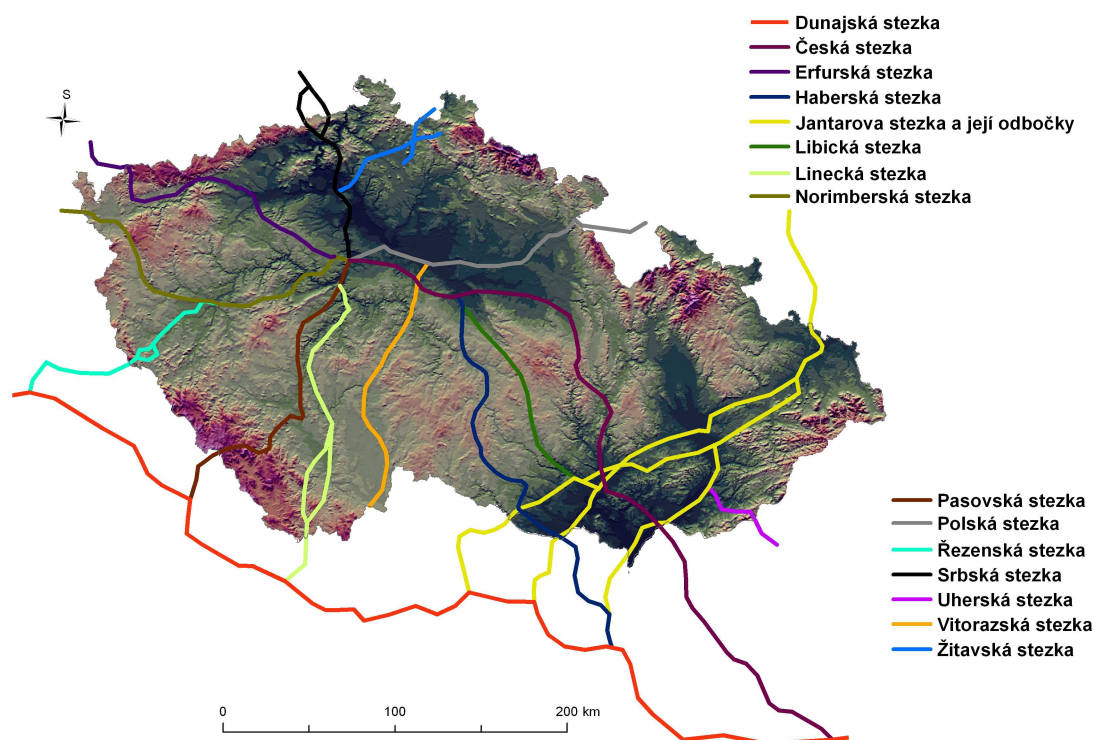 Dunajská stezka
Česká stezka
Erfurská stezka
Haberská stezka
Jantarova stezka a její odbočky
Libická stezka
Linecká stezka
Norimberská stezka
S
Pasovská stezka
Polská stezka
Řezenská stezka
Srbská stezka
Uherská stezka
Vitorazská stezka
Žitavská stezka
0 100 200 km